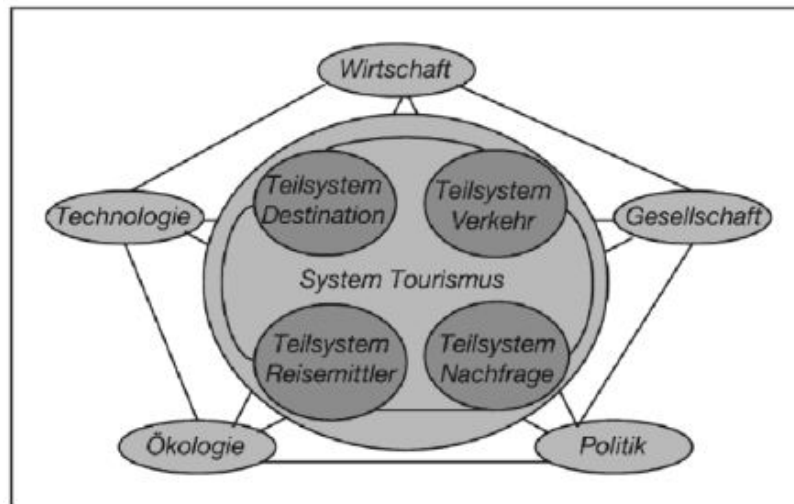 Wirtschaft
Teilsystem
Destination
Teilsystem
Verkehr
Technologie
Gesellschaft
System Tourismus
Teilsystem
Reisemittler
Teilsystem
Nachfrage
Ökologie
Politik